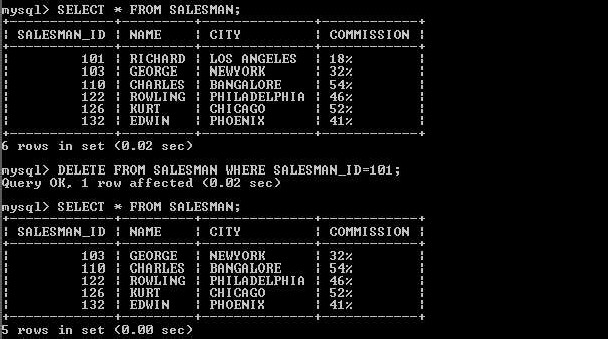 mysql> SELECT * FROM SALESMAN;
+-------------+---------+--------------+------------+
¦ SALESMAN_ID ¦ NAME ¦ CITY ¦ COMMISSION ¦
+-------------+---------+--------------+------------+
¦ 101 ¦ RICHARD ¦ LOS ANGELES ¦ 18% ¦
¦ 103 ¦ GEORGE ¦ NEWYORK ¦ 32% ¦
¦ 110 ¦ CHARLES ¦ BANGALORE ¦ 54% ¦
¦ 122 ¦ ROWLING ¦ PHILADELPHIA ¦ 46% ¦
¦ 126 ¦ KURT ¦ CHICAGO ¦ 52% ¦
¦ 132 ¦ EDWIN ¦ PHOENIX ¦ 41% ¦
+-------------+---------+--------------+------------+
6 rows in set (0.02 sec)
mysql> DELETE FROM SALESMAN WHERE SALESMAN_ID=101;
Query OK, 1 row affected (0.02 sec)
mysql> SELECT * FROM SALESMAN;
+-------------+---------+--------------+------------+
¦ SALESMAN_ID ¦ NAME ¦ CITY ¦ COMMISSION ¦
+-------------+---------+--------------+------------+
¦ 103 ¦ GEORGE ¦ NEWYORK ¦ 32% ¦
¦ 110 ¦ CHARLES ¦ BANGALORE ¦ 54% ¦
¦ 122 ¦ ROWLING ¦ PHILADELPHIA ¦ 46% ¦
¦ 126 ¦ KURT ¦ CHICAGO ¦ 52% ¦
¦ 132 ¦ EDWIN ¦ PHOENIX ¦ 41% ¦
+-------------+---------+--------------+------------+
5 rows in set (0.00 sec)